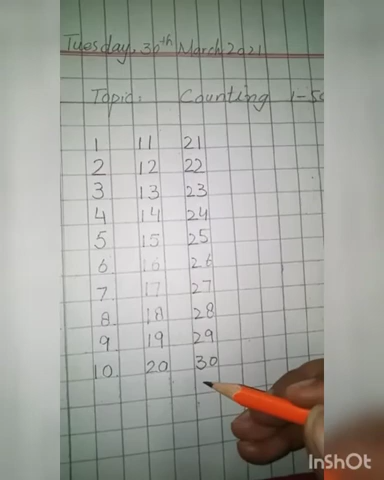 Tuesday, 30th March 2021
Topic: Counting 1-50
1 11 21
2 12 22
3 13 23
4 14 24
5 15 25
6 16 26
7 17 27
8 18 28
9 19 29
10 20 30
InShOt